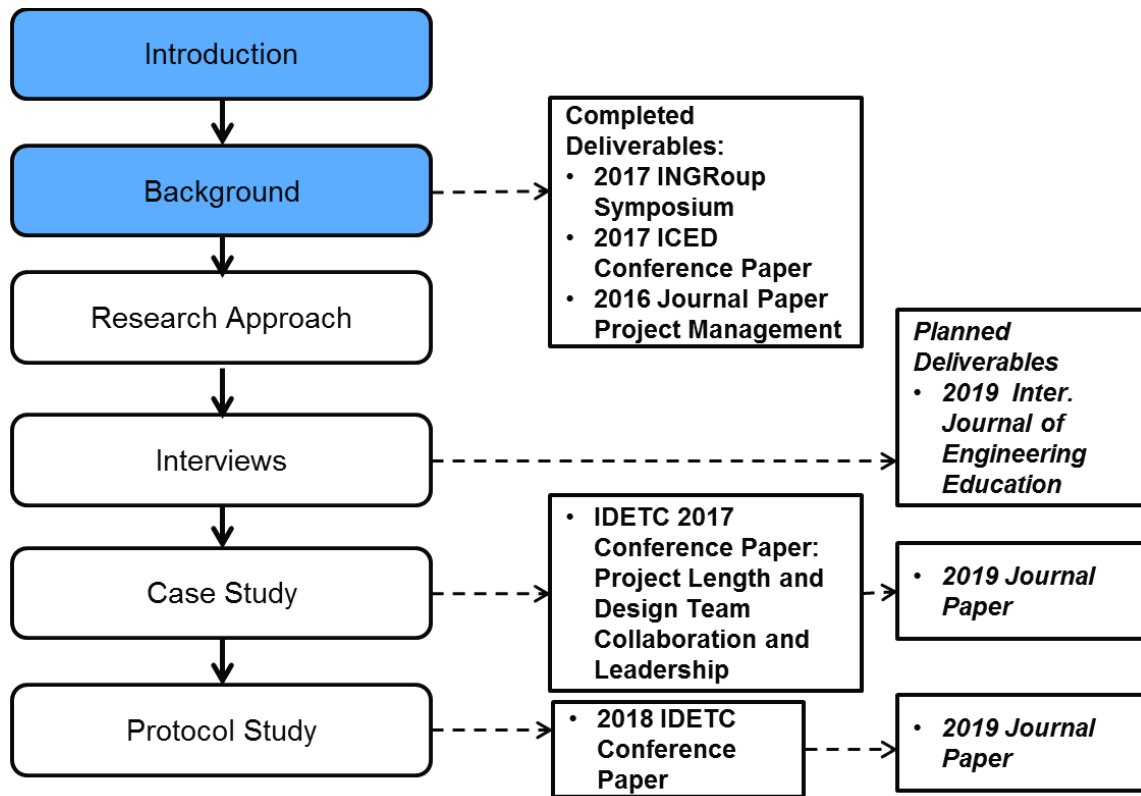 Introduction
Background
Completed
Deliverables:
• 2017 INGRoup
Symposium
• 2017 ICED
Conference Paper
• 2016 Journal Paper
Project Management
Research Approach
Planned
Deliverables
• 2019 Inter.
Journal of
Engineering
Education
Interviews
Case Study
• IDETC 2017
Conference Paper:
Project Length and
Design Team
Collaboration and
Leadership
• 2019 Journal
Paper
Protocol Study
• 2018 IDETC
Conference
Paper
• 2019 Journal
Paper